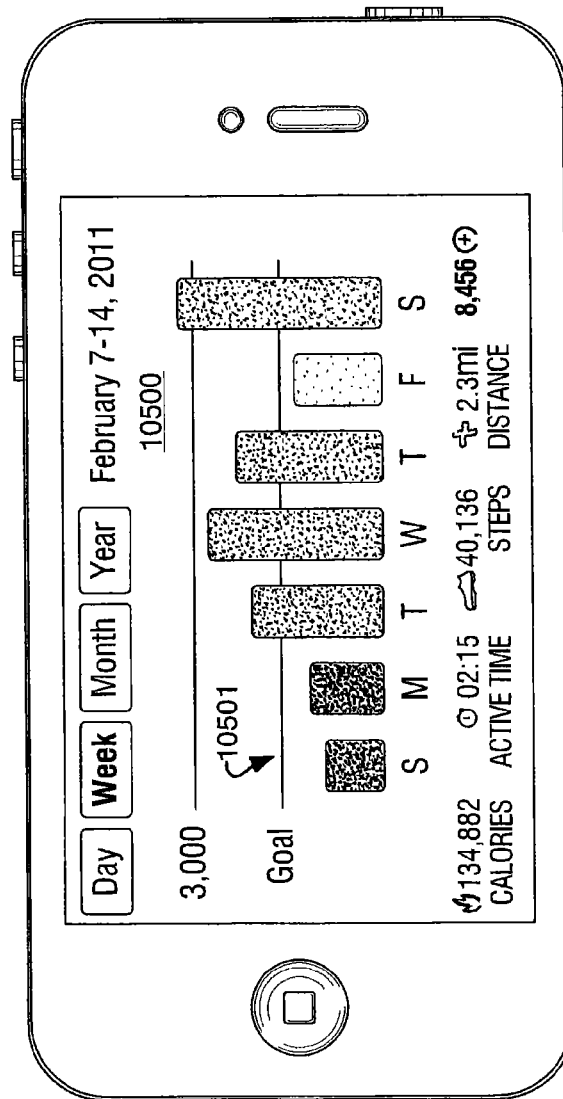 Day Week Month Year February 7-14, 2011
10500
3,000
10501
Goal
S M T W T F S
134,882 02:15 40,136 2.3mi 8,456
CALORIES ACTIVE TIME STEPS DISTANCE